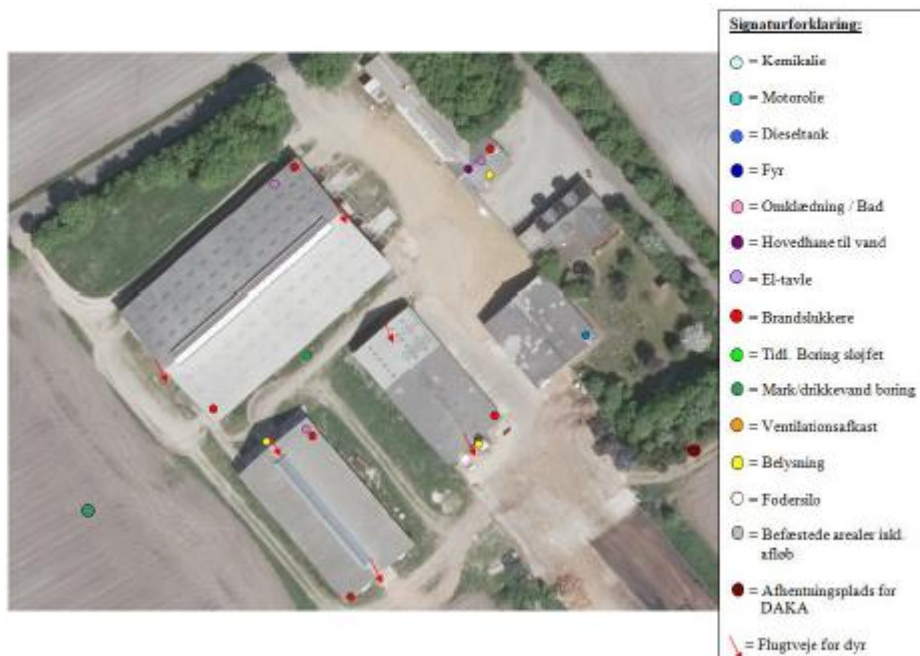 Signaturforklaring:
= Kemikalie
= Motorolie
= Dieseltank
= Fyr
= Omklædning / Bad
= Hovedhane til vand
= El-tavle
= Brandslukkere
= Tidl. Boring sløjfet
= Mark/drikkevand boring
= Ventilationsafkast
= Belysning
= Fodersilo
= Befæstede arealer inkl.
afløb
= Afhentningsplads for
DAKA
= Flugtveje for dyr